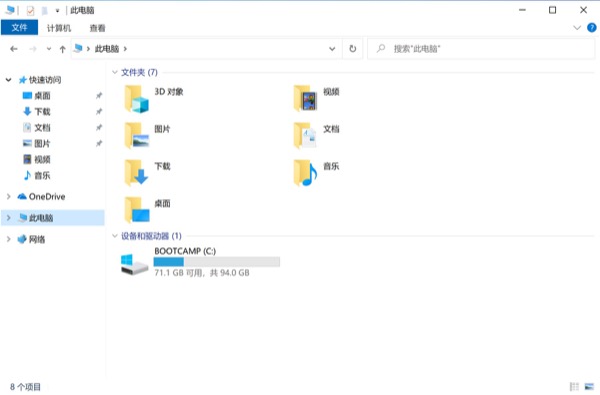 此电脑
文件 计算机 查看
此电脑
搜索"此电脑"
快速访问
桌面
下载
文档
图片
视频
音乐
OneDrive
此电脑
网络
文件夹 (7)
3D 对象
视频
图片
文档
下载
音乐
桌面
设备和驱动器 (1)
BOOTCAMP (C:)
71.1 GB 可用，共 94.0 GB
8 个项目